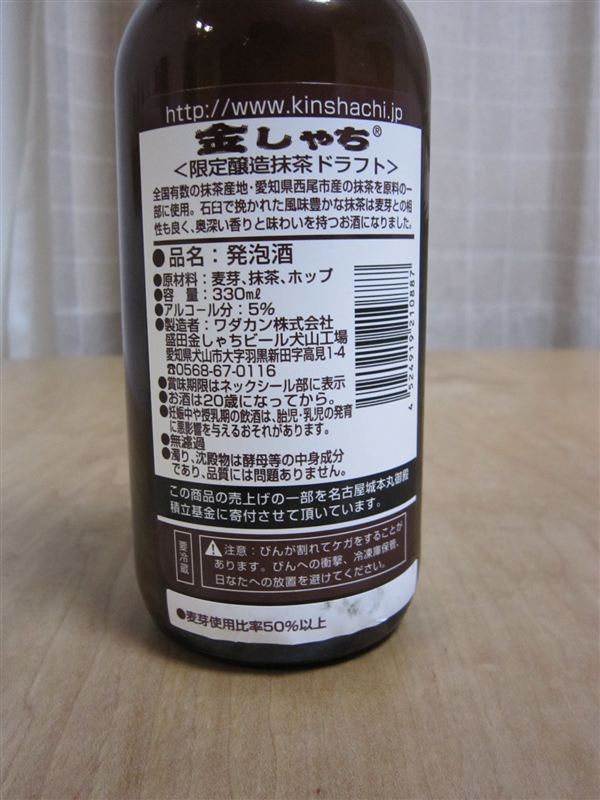 http://www.kinshachi.jp
金しゃち®
<限定醸造抹茶ドラフト>
全国有数の抹茶産地・愛知県西尾市産の抹茶を原料の一
部に使用。石臼で挽かれた風味豊かな抹茶は麦芽との相
性も良く、奥深い香りと味わいを持つお酒になりました。
●品名:発泡酒
●原材料:麦芽、抹茶、ホップ
●容 量:330mℓ
●アルコール分:5%
●製造者:ワダカン株式会社
盛田金しゃちビール犬山工場
愛知県犬山市大字羽黒新田字高見1-4
☎0568-67-0116
●賞味期限はネックシール部に表示
●お酒は20歳になってから。
●妊娠中や授乳期の飲酒は、胎児・乳児の発育
に悪影響を与えるおそれがあります。
●無濾過
●濁り、沈殿物は酵母等の中身成分
であり、品質には問題ありません。
4 524919 210887
この商品の売上げの一部を名古屋城本丸御殿
積立基金に寄付させて頂いています。
要冷蔵
⚠注意:びんが割れてケガをすることが
あります。びんへの衝撃、冷凍庫保管、
日なたへの放置を避けてください。
●麦芽使用比率50%以上